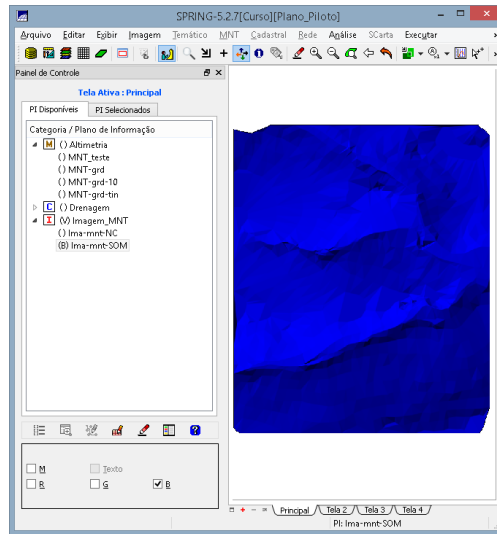 SPRING-5.2.7[Curso][Plano_Piloto]
Arquivo Editar Exibir Imagem Temático MNT Cadastral Rede Análise SCarta Executar
Painel de Controle
Tela Ativa : Principal
PI Disponíveis PI Selecionados
Categoria / Plano de Informação
M () Altimetria
() MNT_teste
() MNT-grd
() MNT-grd-10
() MNT-grd-tin
C () Drenagem
I (V) Imagem_MNT
() Ima-mnt-NC
(B) Ima-mnt-SOM
M Texto
R G B
Principal Tela 2 Tela 3 Tela 4
PI: Ima-mnt-SOM